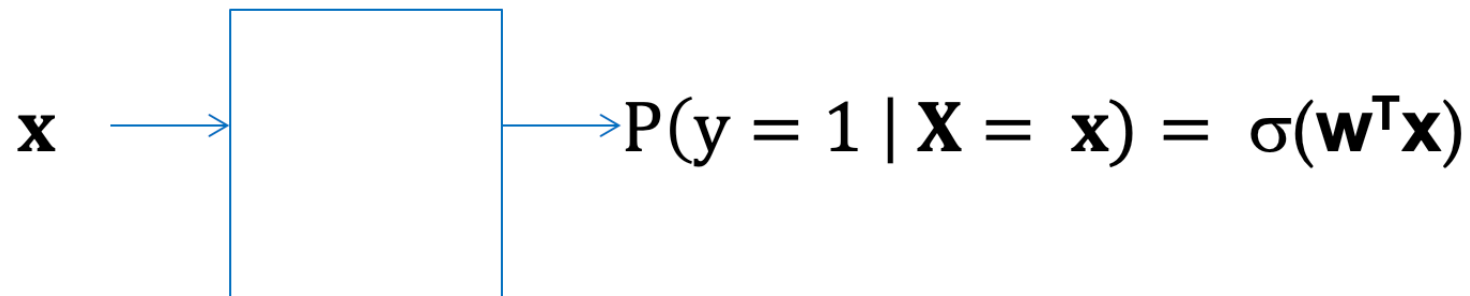 x P(y = 1 | X = x) = σ(wᵀx)